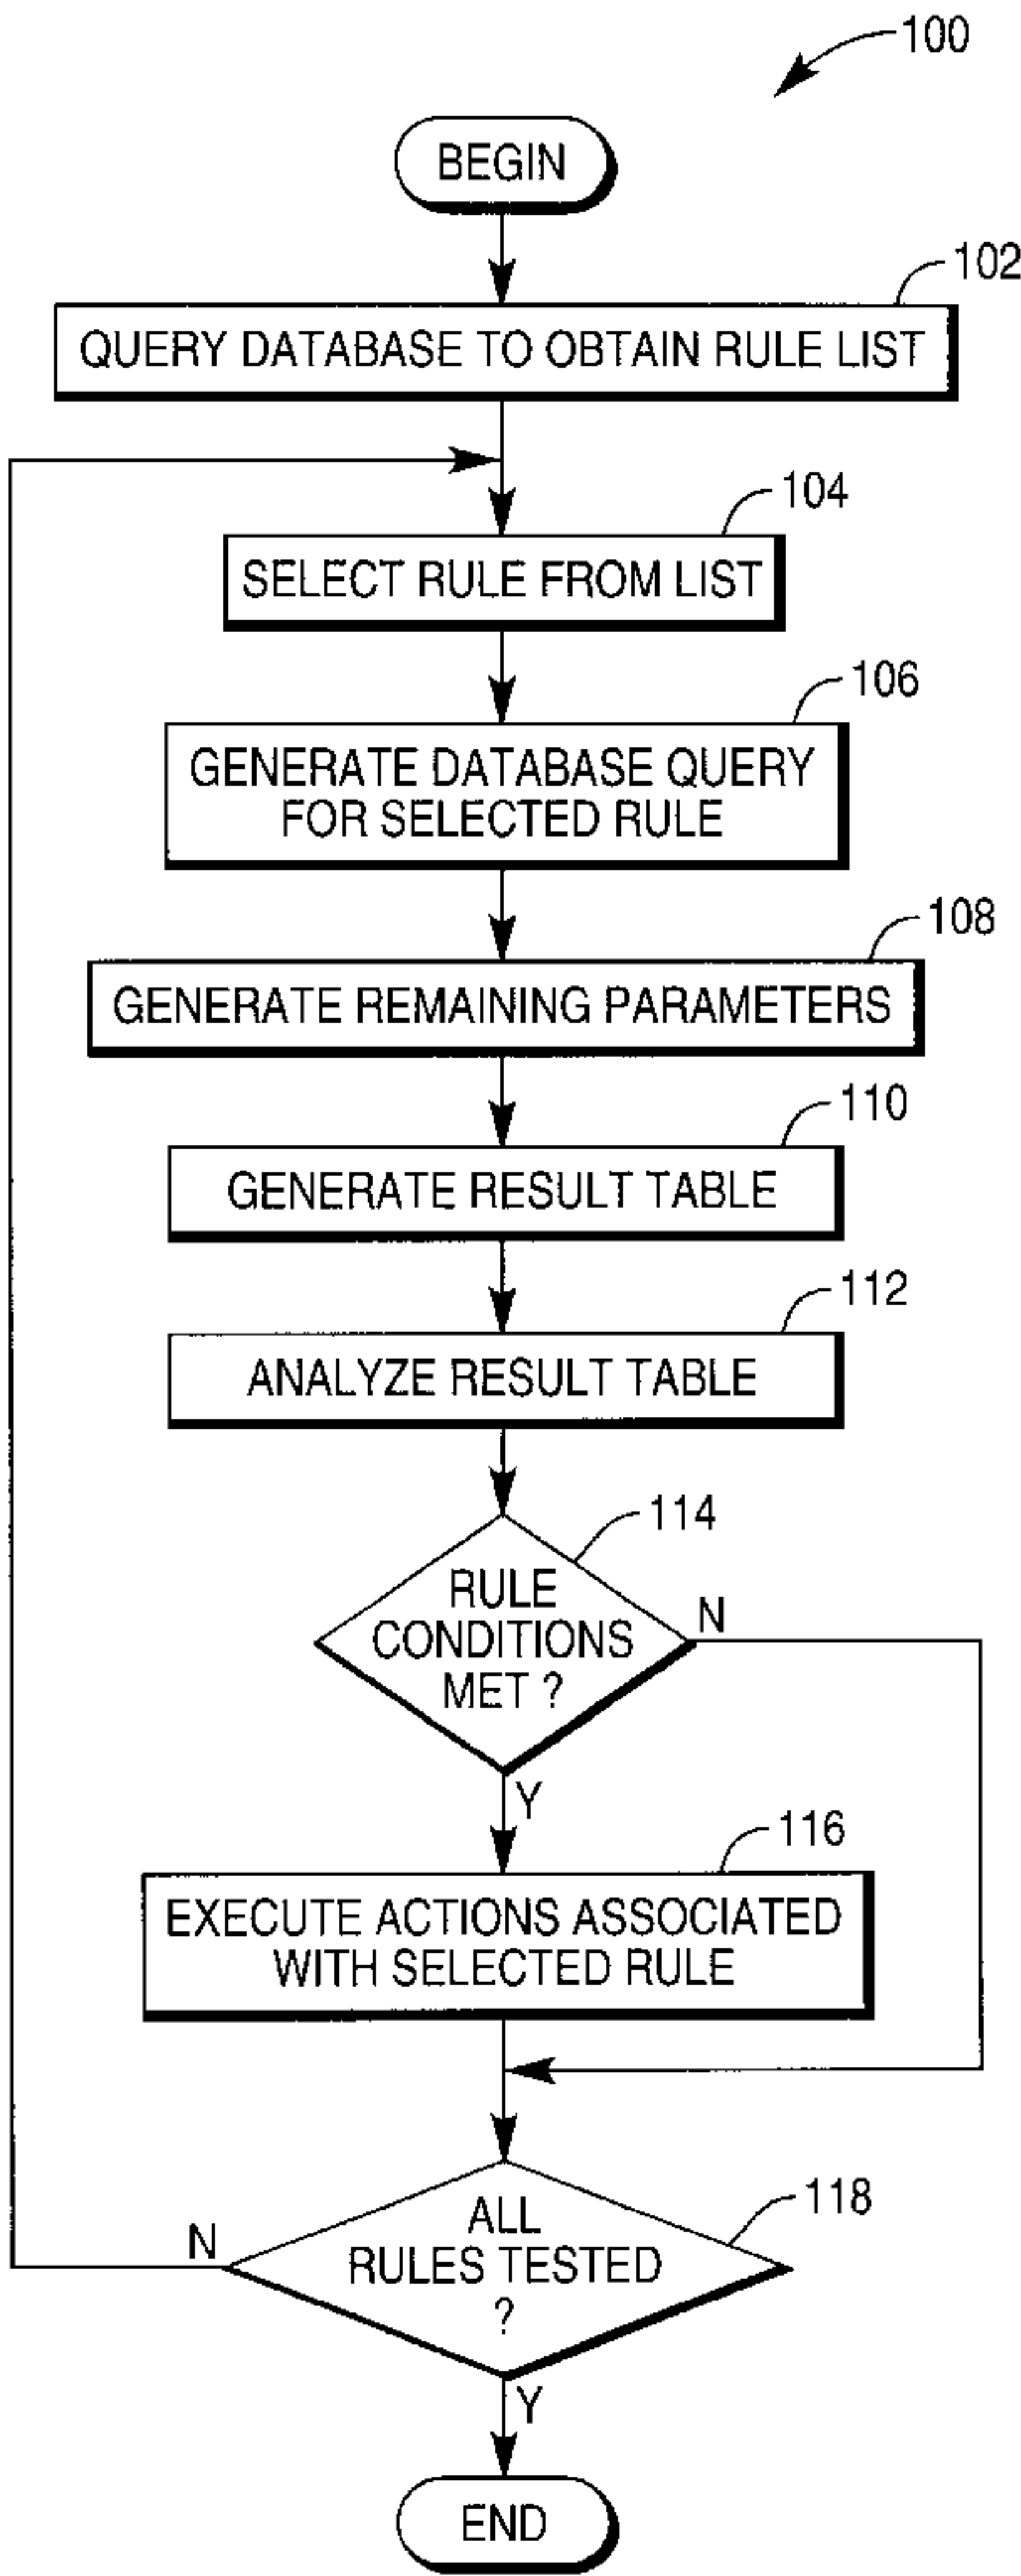 100
BEGIN
102
QUERY DATABASE TO OBTAIN RULE LIST
104
SELECT RULE FROM LIST
106
GENERATE DATABASE QUERY
FOR SELECTED RULE
108
GENERATE REMAINING PARAMETERS
110
GENERATE RESULT TABLE
112
ANALYZE RESULT TABLE
114
RULE
CONDITIONS
MET ?
N
Y
116
EXECUTE ACTIONS ASSOCIATED
WITH SELECTED RULE
118
ALL
RULES TESTED
?
N
Y
END